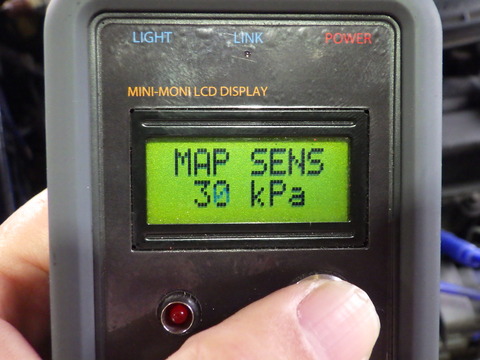 LIGHT LINK POWER
MINI-MONI LCD DISPLAY
MAP SENS
30 kPa